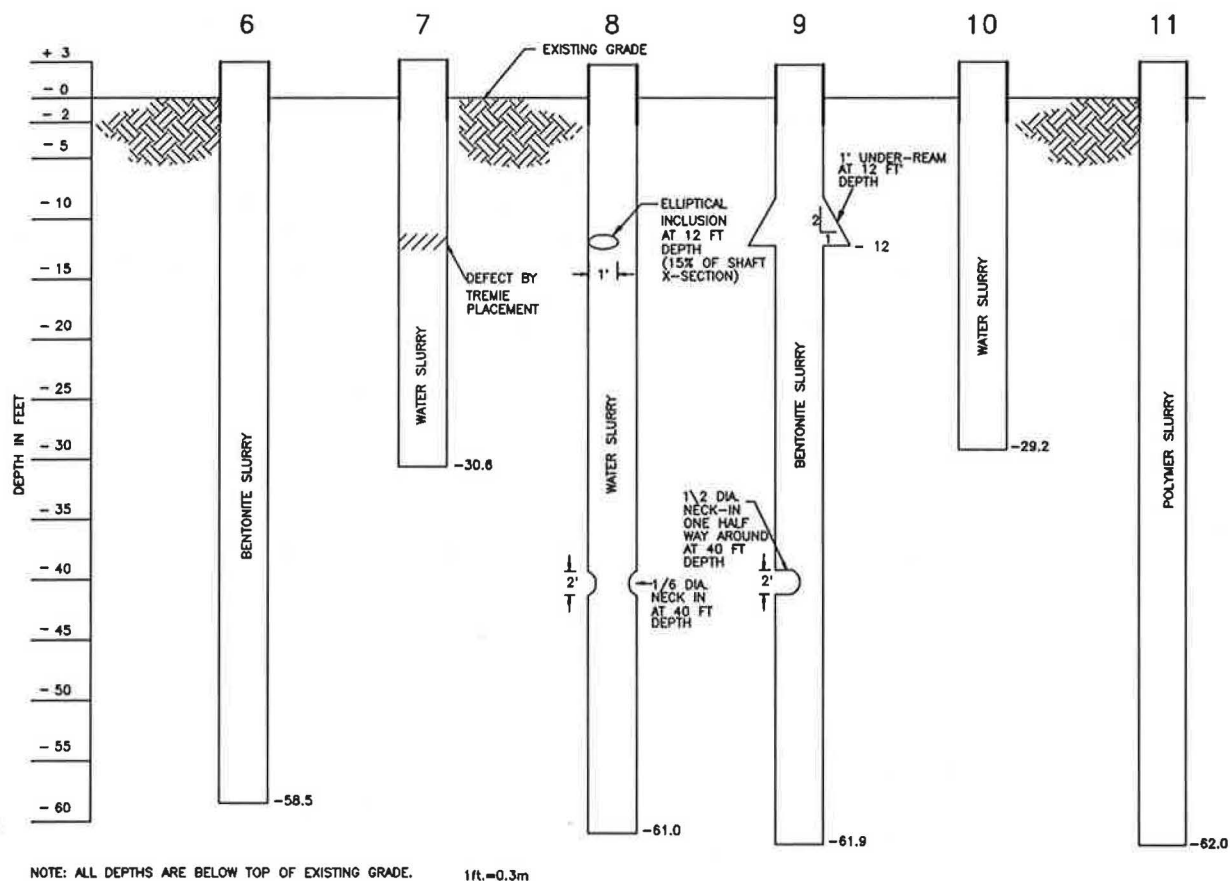 6
7
8
9
10
11
EXISTING GRADE
+ 3
- 0
- 2
- 5
- 10
- 15
- 20
- 25
- 30
- 35
- 40
- 45
- 50
- 55
- 60
DEPTH IN FEET
BENTONITE SLURRY
-58.5
WATER SLURRY
DEFECT BY
TREMIE
PLACEMENT
-30.6
WATER SLURRY
ELLIPTICAL
INCLUSION
AT 12 FT
DEPTH
(15% OF SHAFT
X-SECTION)
1'
2'
1/6 DIA.
NECK IN
AT 40 FT
DEPTH
-61.0
BENTONITE SLURRY
1' UNDER-REAM
AT 12 FT'
DEPTH
2
1
- 12
1\2 DIA.
NECK-IN
ONE HALF
WAY AROUND
AT 40 FT
DEPTH
2'
-61.9
WATER SLURRY
-29.2
POLYMER SLURRY
-62.0
NOTE: ALL DEPTHS ARE BELOW TOP OF EXISTING GRADE.
1ft.=0.3m